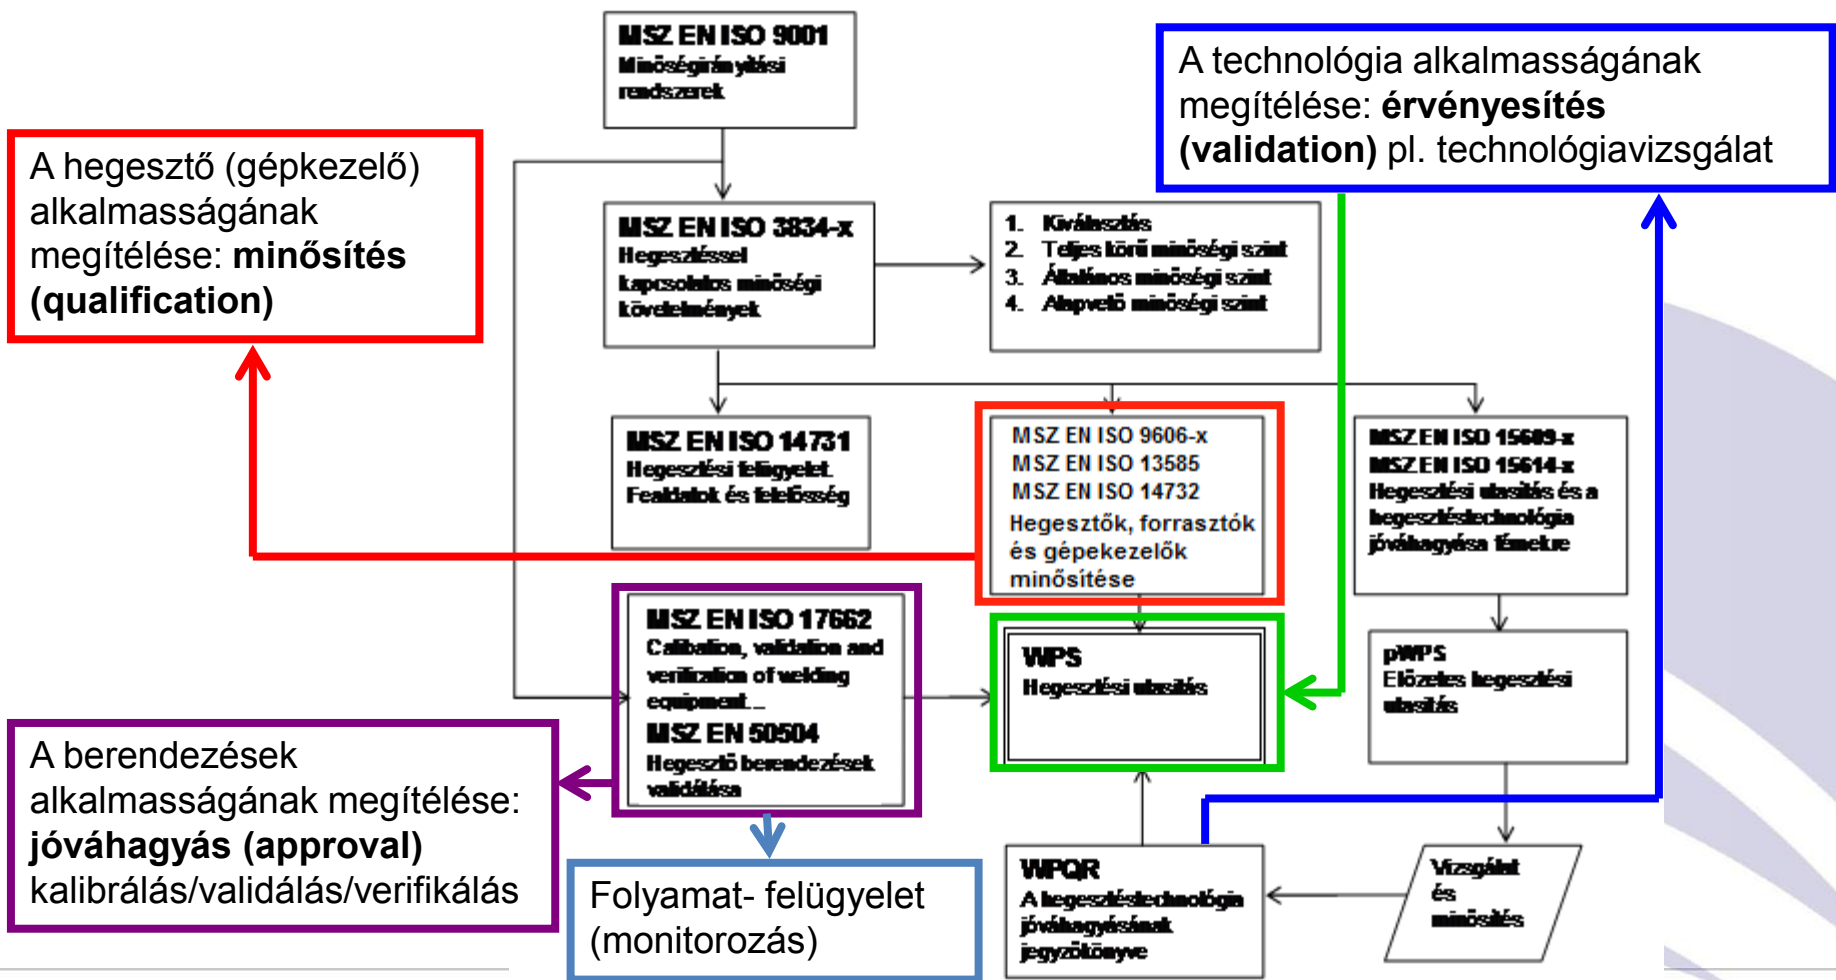 MSZ EN ISO 9001
Minőségirányítási
rendszerek
A technológia alkalmasságának
megítélése: érvényesítés
(validation) pl. technológiavizsgálat
A hegesztő (gépkezelő)
alkalmasságának
megítélése: minősítés
(qualification)
MSZ EN ISO 3834-x
Hegesztéssel
kapcsolatos minőségi
követelmények
1. Kiválasztás
2. Teljes körű minőségi szint
3. Általános minőségi szint
4. Alapvető minőségi szint
MSZ EN ISO 14731
Hegesztési felügyelet.
Fealdatok és felelősség
MSZ EN ISO 9606-x
MSZ EN ISO 13585
MSZ EN ISO 14732
Hegesztők, forrasztók
és gépekezelők
minősítése
MSZ EN ISO 15609-x
MSZ EN ISO 15614-x
Hegesztési utasítás és a
hegesztéstechnológia
jóváhagyása fémekre
MSZ EN ISO 17662
Calibation, validation and
verification of welding
equipment...
MSZ EN 50504
Hegesztő berendezések
validálása
WPS
Hegesztési utasítás
pWPS
Előzetes hegesztési
utasítás
A berendezések
alkalmasságának megítélése:
jóváhagyás (approval)
kalibrálás/validálás/verifikálás
Folyamat- felügyelet
(monitorozás)
WPQR
A hegesztéstechnológia
jóváhagyásának
jegyzőkönyve
Vizsgálat
és
minősítés